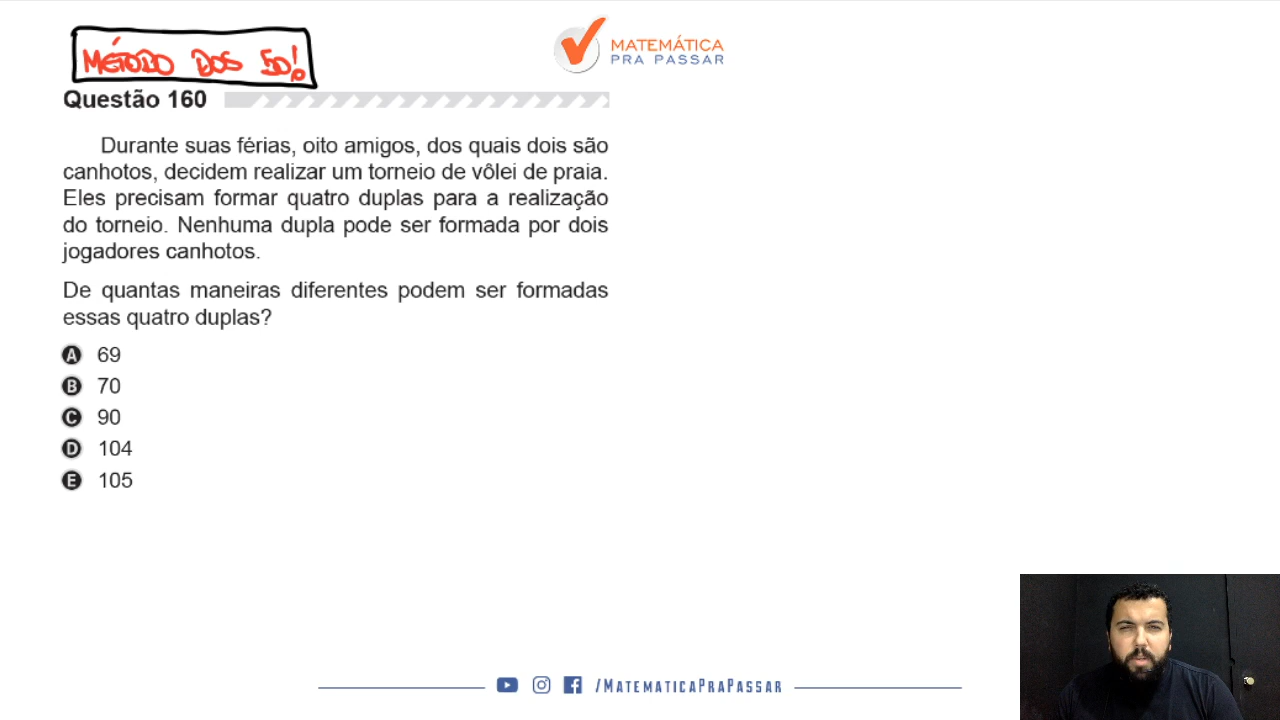 MÉTODO DOS 50!
MATEMÁTICA
PRA PASSAR
Questão 160
Durante suas férias, oito amigos, dos quais dois são
canhotos, decidem realizar um torneio de vôlei de praia.
Eles precisam formar quatro duplas para a realização
do torneio. Nenhuma dupla pode ser formada por dois
jogadores canhotos.
De quantas maneiras diferentes podem ser formadas
essas quatro duplas?
A 69
B 70
C 90
D 104
E 105
/MATEMATICAPRAPASSAR